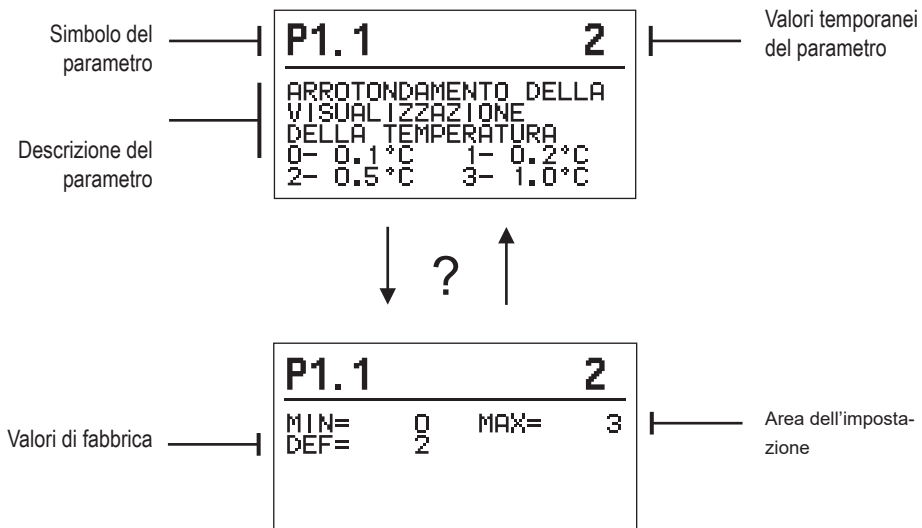 Simbolo del
parametro
P1.1 2
Valori temporanei
del parametro
Descrizione del
parametro
ARROTONDAMENTO DELLA
VISUALIZZAZIONE
DELLA TEMPERATURA
0- 0.1°C 1- 0.2°C
2- 0.5°C 3- 1.0°C
?
P1.1 2
Valori di fabbrica
MIN= 0 MAX= 3
DEF= 2
Area dell’imposta-
zione